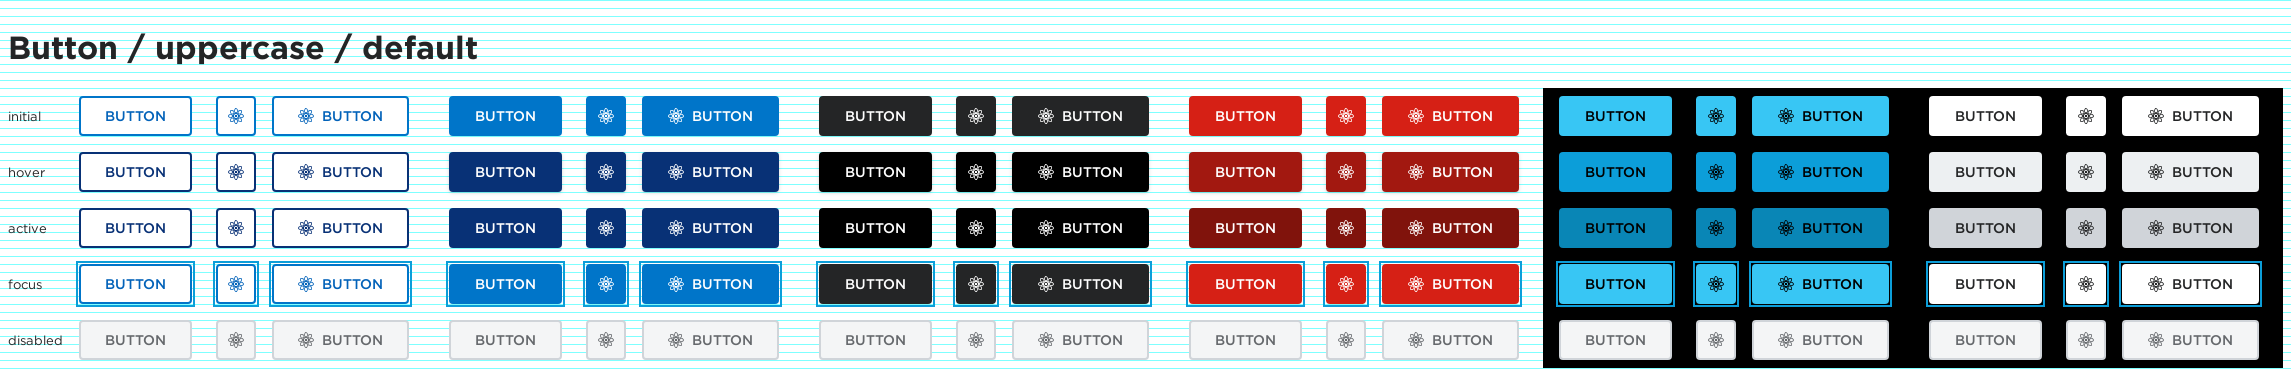 Button / uppercase / default
initial BUTTON BUTTON BUTTON BUTTON BUTTON BUTTON BUTTON BUTTON BUTTON BUTTON BUTTON BUTTON
hover BUTTON BUTTON BUTTON BUTTON BUTTON BUTTON BUTTON BUTTON BUTTON BUTTON BUTTON BUTTON
active BUTTON BUTTON BUTTON BUTTON BUTTON BUTTON BUTTON BUTTON BUTTON BUTTON BUTTON BUTTON
focus BUTTON BUTTON BUTTON BUTTON BUTTON BUTTON BUTTON BUTTON BUTTON BUTTON BUTTON BUTTON
disabled BUTTON BUTTON BUTTON BUTTON BUTTON BUTTON BUTTON BUTTON BUTTON BUTTON BUTTON BUTTON